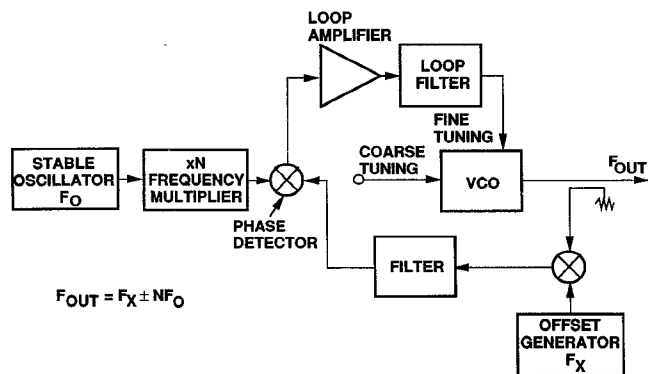 LOOP
AMPLIFIER
LOOP
FILTER
FINE
TUNING
COARSE
TUNING
VCO
FOUT
STABLE
OSCILLATOR
FO
xN
FREQUENCY
MULTIPLIER
PHASE
DETECTOR
FILTER
FOUT = FX ± NFO
OFFSET
GENERATOR
FX